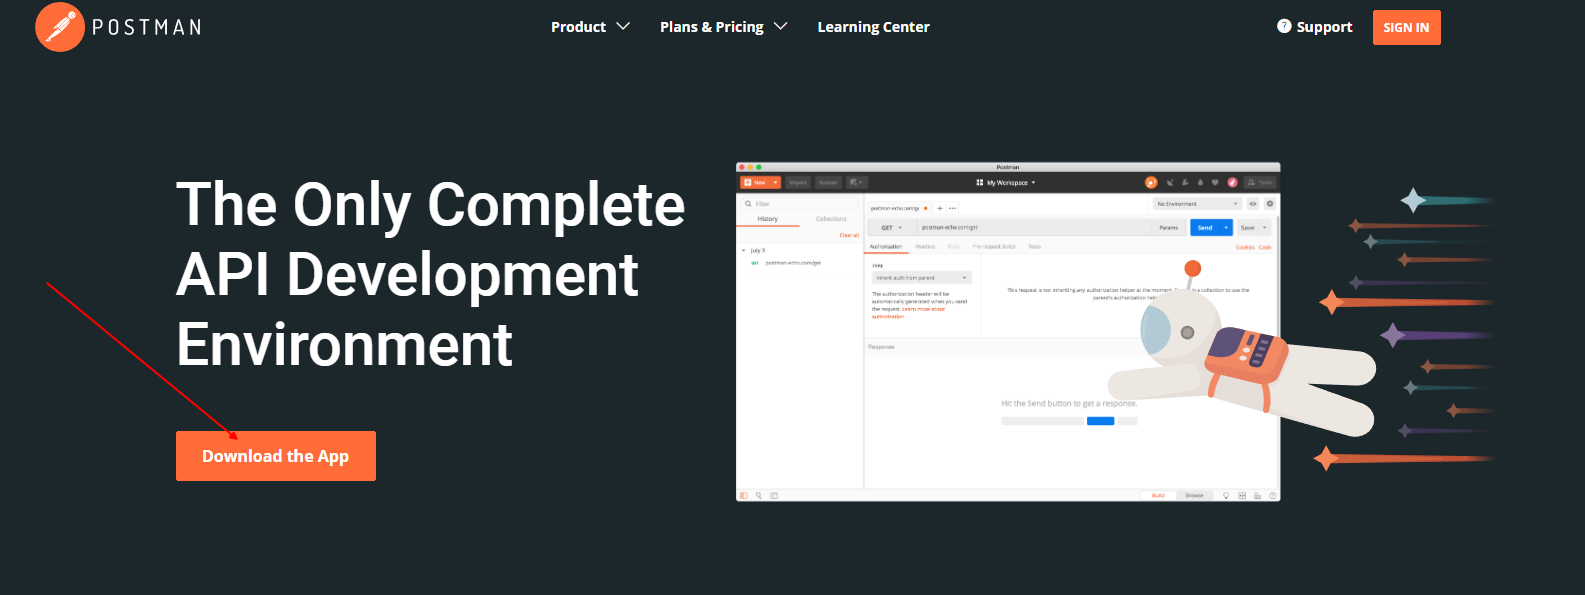 POSTMAN
Product
Plans & Pricing
Learning Center
? Support
SIGN IN
The Only Complete
API Development
Environment
Download the App
Postman
New
Import
Runner
My Workspace
Team
Filter
History
Collections
Clear all
July 3
GET postman-echo.com/get
postman-echo.com/g
No Environment
GET
postman-echo.com/get
Params
Send
Save
Authorization
Headers
Body
Pre-request Script
Tests
Cookies
Code
TYPE
Inherit auth from parent
The authorization header will be
automatically generated when you send
the request. Learn more about
authorization
This request is not inheriting any authorization helper at the moment.
a collection to use the
parent's authorization
Response
Hit the Send button to get a response.
Build
Browse